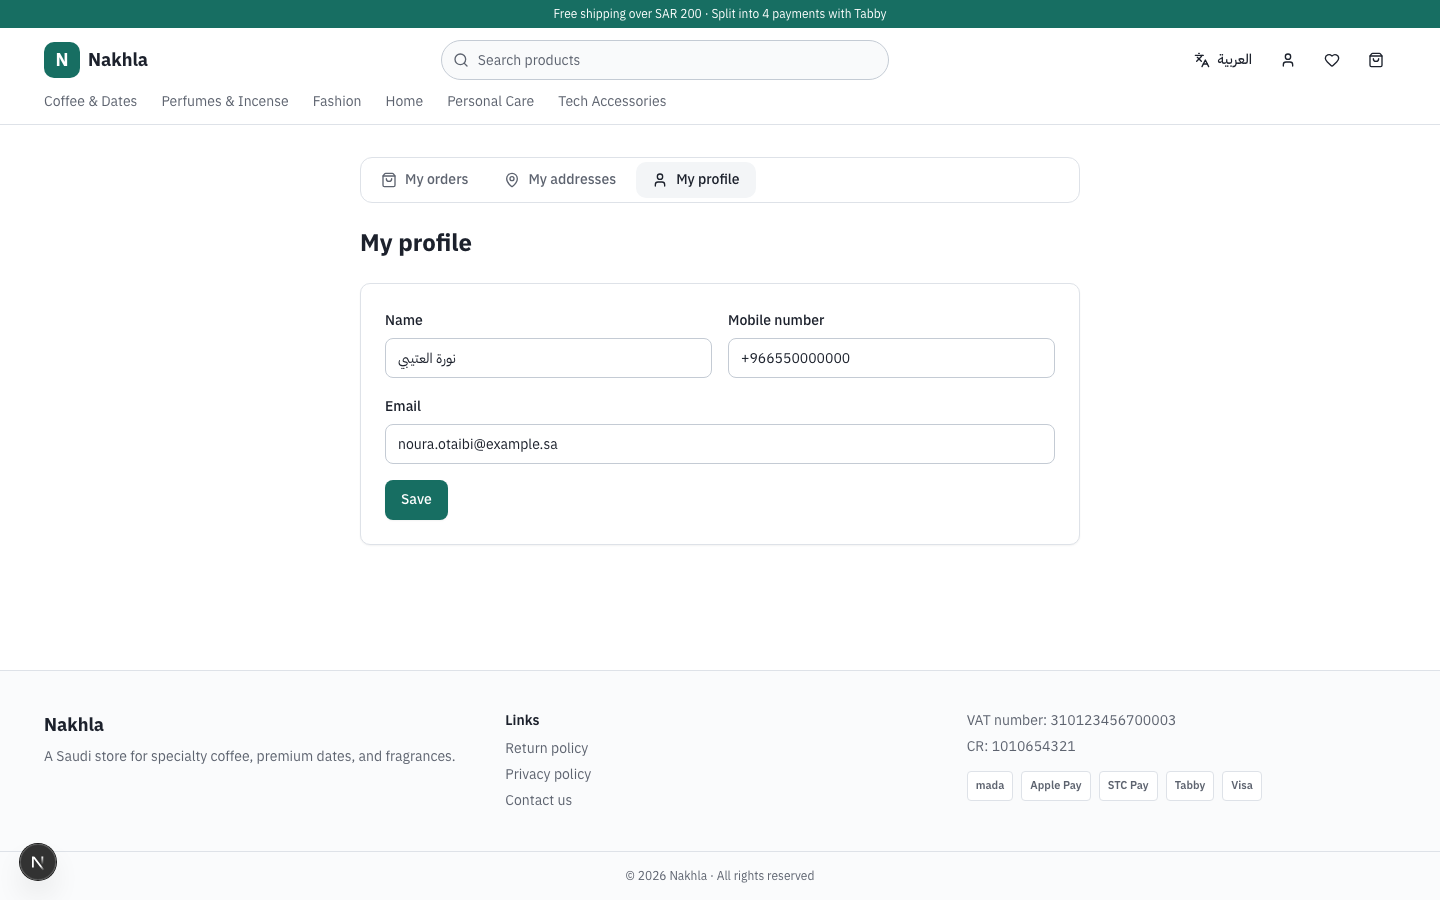 Free shipping over SAR 200 · Split into 4 payments with Tabby
N Nakhla
Search products
العربية
Coffee & Dates Perfumes & Incense Fashion Home Personal Care Tech Accessories
My orders My addresses My profile
My profile
Name
Mobile number
نورة العتيبي
+966550000000
Email
noura.otaibi@example.sa
Save
Nakhla
A Saudi store for specialty coffee, premium dates, and fragrances.
Links
Return policy
Privacy policy
Contact us
VAT number: 310123456700003
CR: 1010654321
mada Apple Pay STC Pay Tabby Visa
N
© 2026 Nakhla · All rights reserved